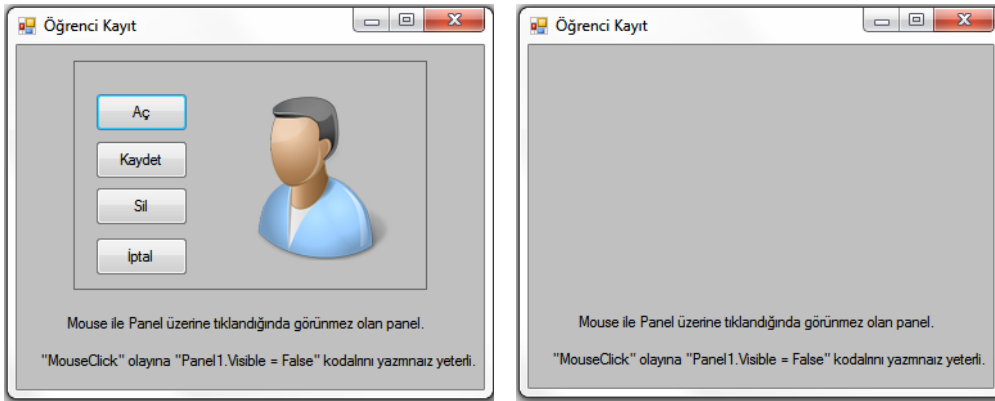 Öğrenci Kayıt
Aç
Kaydet
Sil
İptal
Mouse ile Panel üzerine tıklandığında görünmez olan panel.
"MouseClick" olayına "Panel1.Visible = False" kodalrını yazmnaız yeterli.
Öğrenci Kayıt
Mouse ile Panel üzerine tıklandığında görünmez olan panel.
"MouseClick" olayına "Panel1.Visible = False" kodalrını yazmnaız yeterli.